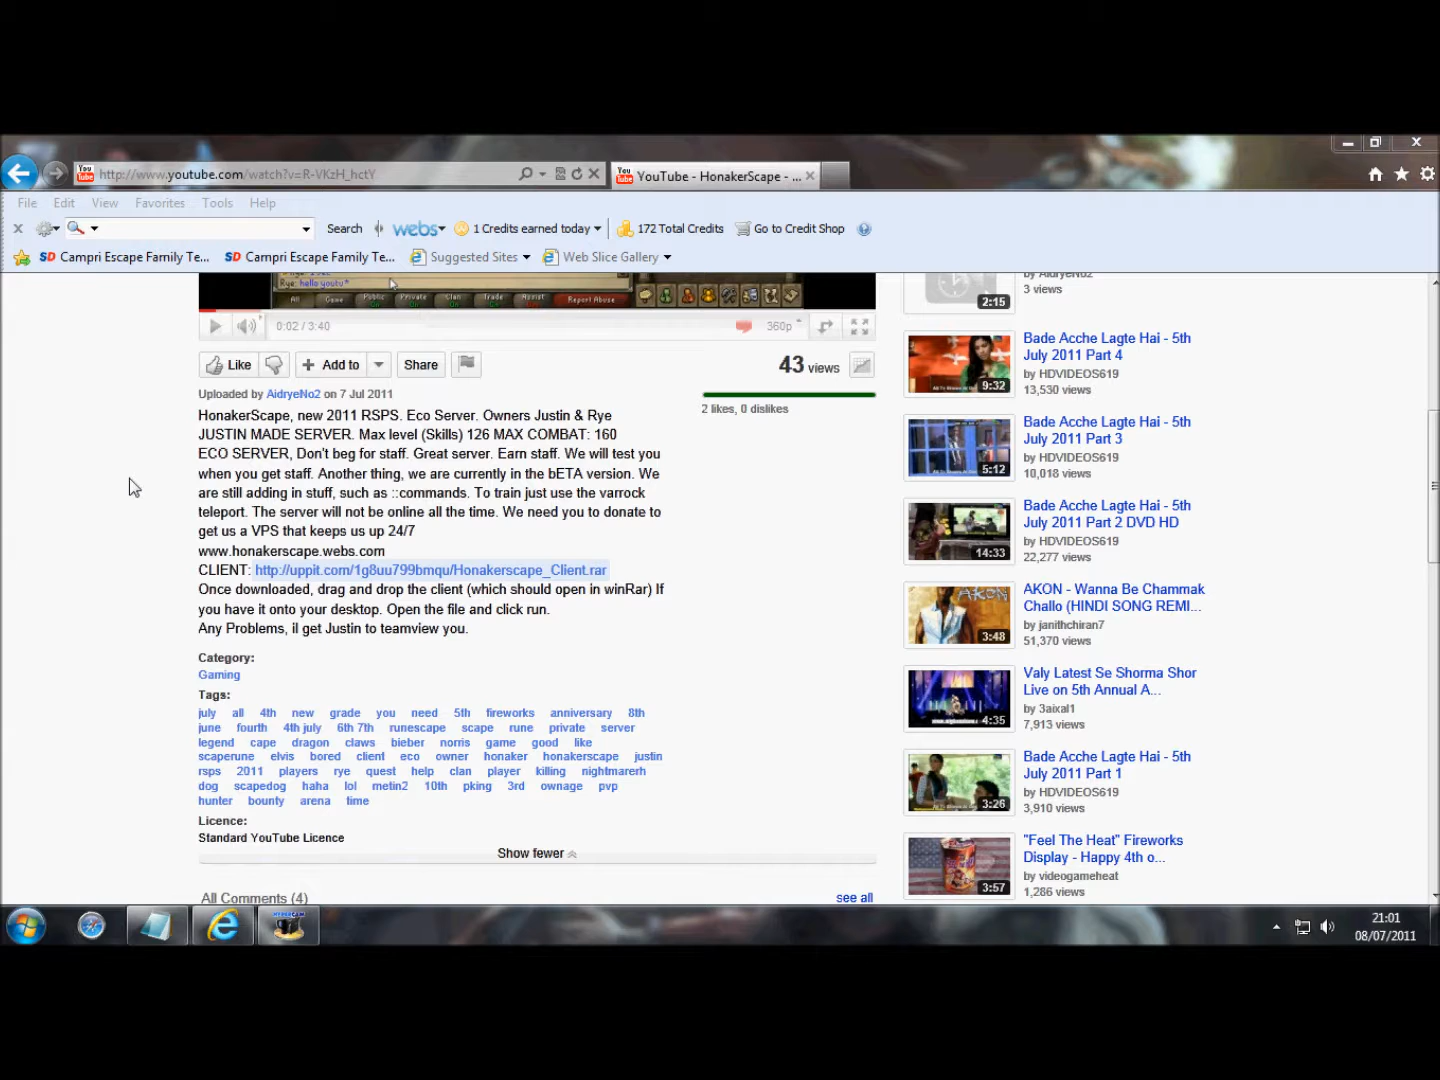 http://www.youtube.com/watch?v=R-VKzH_hctY
YouTube - HonakerScape - ...
File Edit View Favorites Tools Help
Search webs 1 Credits earned today 172 Total Credits Go to Credit Shop
Campri Escape Family Te... Campri Escape Family Te... Suggested Sites Web Slice Gallery
Rye: hello youtu*
All Game Public Private Clan Trade Assist Report Abuse
0:02 / 3:40 360p
Like Add to Share 43 views
Uploaded by AidryeNo2 on 7 Jul 2011
2 likes, 0 dislikes
HonakerScape, new 2011 RSPS. Eco Server. Owners Justin & Rye
JUSTIN MADE SERVER. Max level (Skills) 126 MAX COMBAT: 160
ECO SERVER, Don't beg for staff. Great server. Earn staff. We will test you
when you get staff. Another thing, we are currently in the bETA version. We
are still adding in stuff, such as ::commands. To train just use the varrock
teleport. The server will not be online all the time. We need you to donate to
get us a VPS that keeps us up 24/7
www.honakerscape.webs.com
CLIENT: http://uppit.com/1g8uu799bmqu/Honakerscape_Client.rar
Once downloaded, drag and drop the client (which should open in winRar) If
you have it onto your desktop. Open the file and click run.
Any Problems, il get Justin to teamview you.
Category:
Gaming
Tags:
july all 4th new grade you need 5th fireworks anniversary 8th
june fourth 4th july 6th 7th runescape scape rune private server
legend cape dragon claws bieber norris game good like
scaperune elvis bored client eco owner honaker honakerscape justin
rsps 2011 players rye quest help clan player killing nightmarerh
dog scapedog haha lol metin2 10th pking 3rd ownage pvp
hunter bounty arena time
Licence:
Standard YouTube Licence
Show fewer
All Comments (4) see all
by AidryeNo2
3 views
2:15
Bade Acche Lagte Hai - 5th
July 2011 Part 4
by HDVIDEOS619
13,530 views
9:32
Bade Acche Lagte Hai - 5th
July 2011 Part 3
by HDVIDEOS619
10,018 views
5:12
Bade Acche Lagte Hai - 5th
July 2011 Part 2 DVD HD
by HDVIDEOS619
22,277 views
14:33
AKON - Wanna Be Chammak
Challo (HINDI SONG REMI...
by janithchiran7
51,370 views
AKON
3:48
Valy Latest Se Shorma Shor
Live on 5th Annual A...
by 3aixal1
7,913 views
4:35
Bade Acche Lagte Hai - 5th
July 2011 Part 1
by HDVIDEOS619
3,910 views
3:26
"Feel The Heat" Fireworks
Display - Happy 4th o...
by videogameheat
1,286 views
3:57
HYPERCAM
21:01
08/07/2011